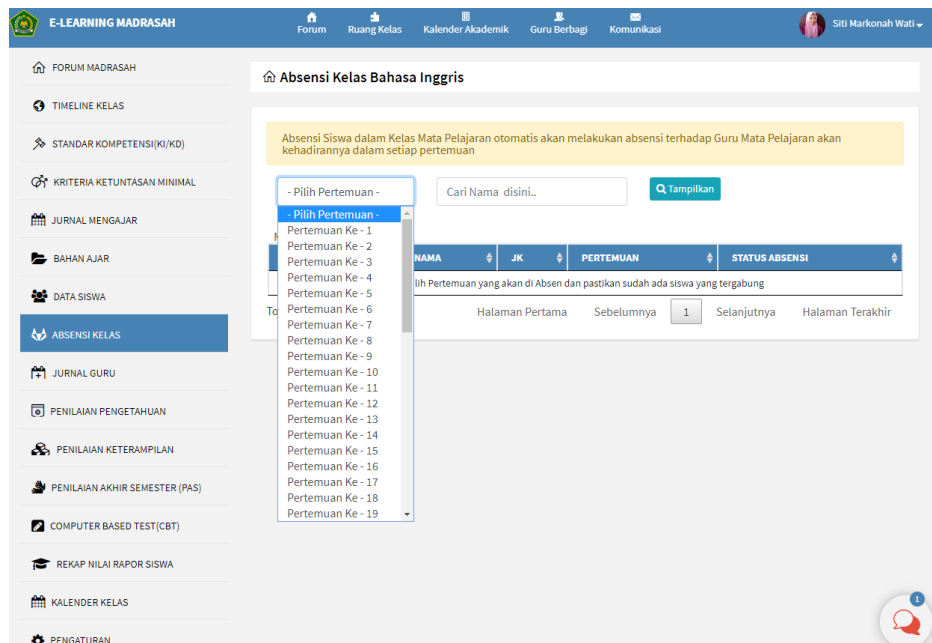 E-LEARNING MADRASAH
Forum
Ruang Kelas
Kalender Akademik
Guru Berbagi
Komunikasi
Siti Markonah Wati
FORUM MADRASAH
TIMELINE KELAS
STANDAR KOMPETENSI(KI/KD)
KRITERIA KETUNTASAN MINIMAL
JURNAL MENGAJAR
BAHAN AJAR
DATA SISWA
ABSENSI KELAS
JURNAL GURU
PENILAIAN PENGETAHUAN
PENILAIAN KETERAMPILAN
PENILAIAN AKHIR SEMESTER (PAS)
COMPUTER BASED TEST(CBT)
REKAP NILAI RAPOR SISWA
KALENDER KELAS
PENGATURAN
Absensi Kelas Bahasa Inggris
Absensi Siswa dalam Kelas Mata Pelajaran otomatis akan melakukan absensi terhadap Guru Mata Pelajaran akan
kehadirannya dalam setiap pertemuan
- Pilih Pertemuan -
Cari Nama disini..
Tampilkan
- Pilih Pertemuan -
Pertemuan Ke - 1
Pertemuan Ke - 2
Pertemuan Ke - 3
Pertemuan Ke - 4
Pertemuan Ke - 5
Pertemuan Ke - 6
Pertemuan Ke - 7
Pertemuan Ke - 8
Pertemuan Ke - 9
Pertemuan Ke - 10
Pertemuan Ke - 11
Pertemuan Ke - 12
Pertemuan Ke - 13
Pertemuan Ke - 14
Pertemuan Ke - 15
Pertemuan Ke - 16
Pertemuan Ke - 17
Pertemuan Ke - 18
Pertemuan Ke - 19
NAMA JK PERTEMUAN STATUS ABSENSI
lih Pertemuan yang akan di Absen dan pastikan sudah ada siswa yang tergabung
Halaman Pertama Sebelumnya 1 Selanjutnya Halaman Terakhir
1